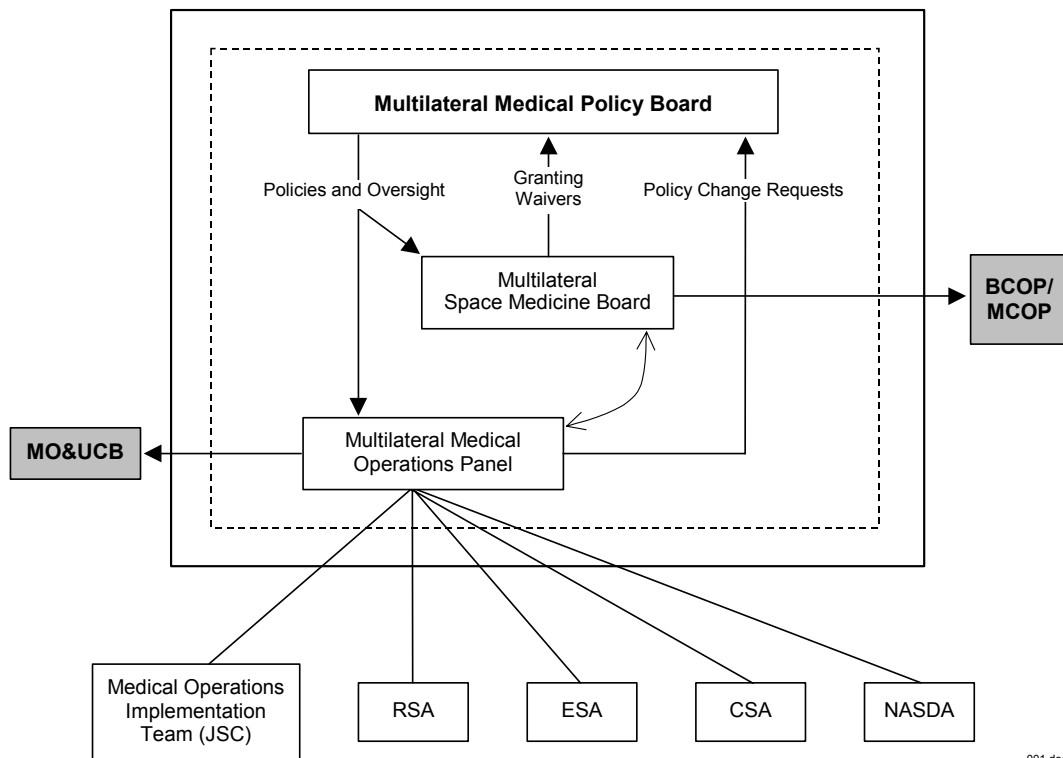 Multilateral Medical Policy Board
Policies and Oversight
Granting
Waivers
Policy Change Requests
Multilateral
Space Medicine Board
BCOP/
MCOP
Multilateral Medical
Operations Panel
MO&UCB
Medical Operations
Implementation
Team (JSC)
RSA
ESA
CSA
NASDA